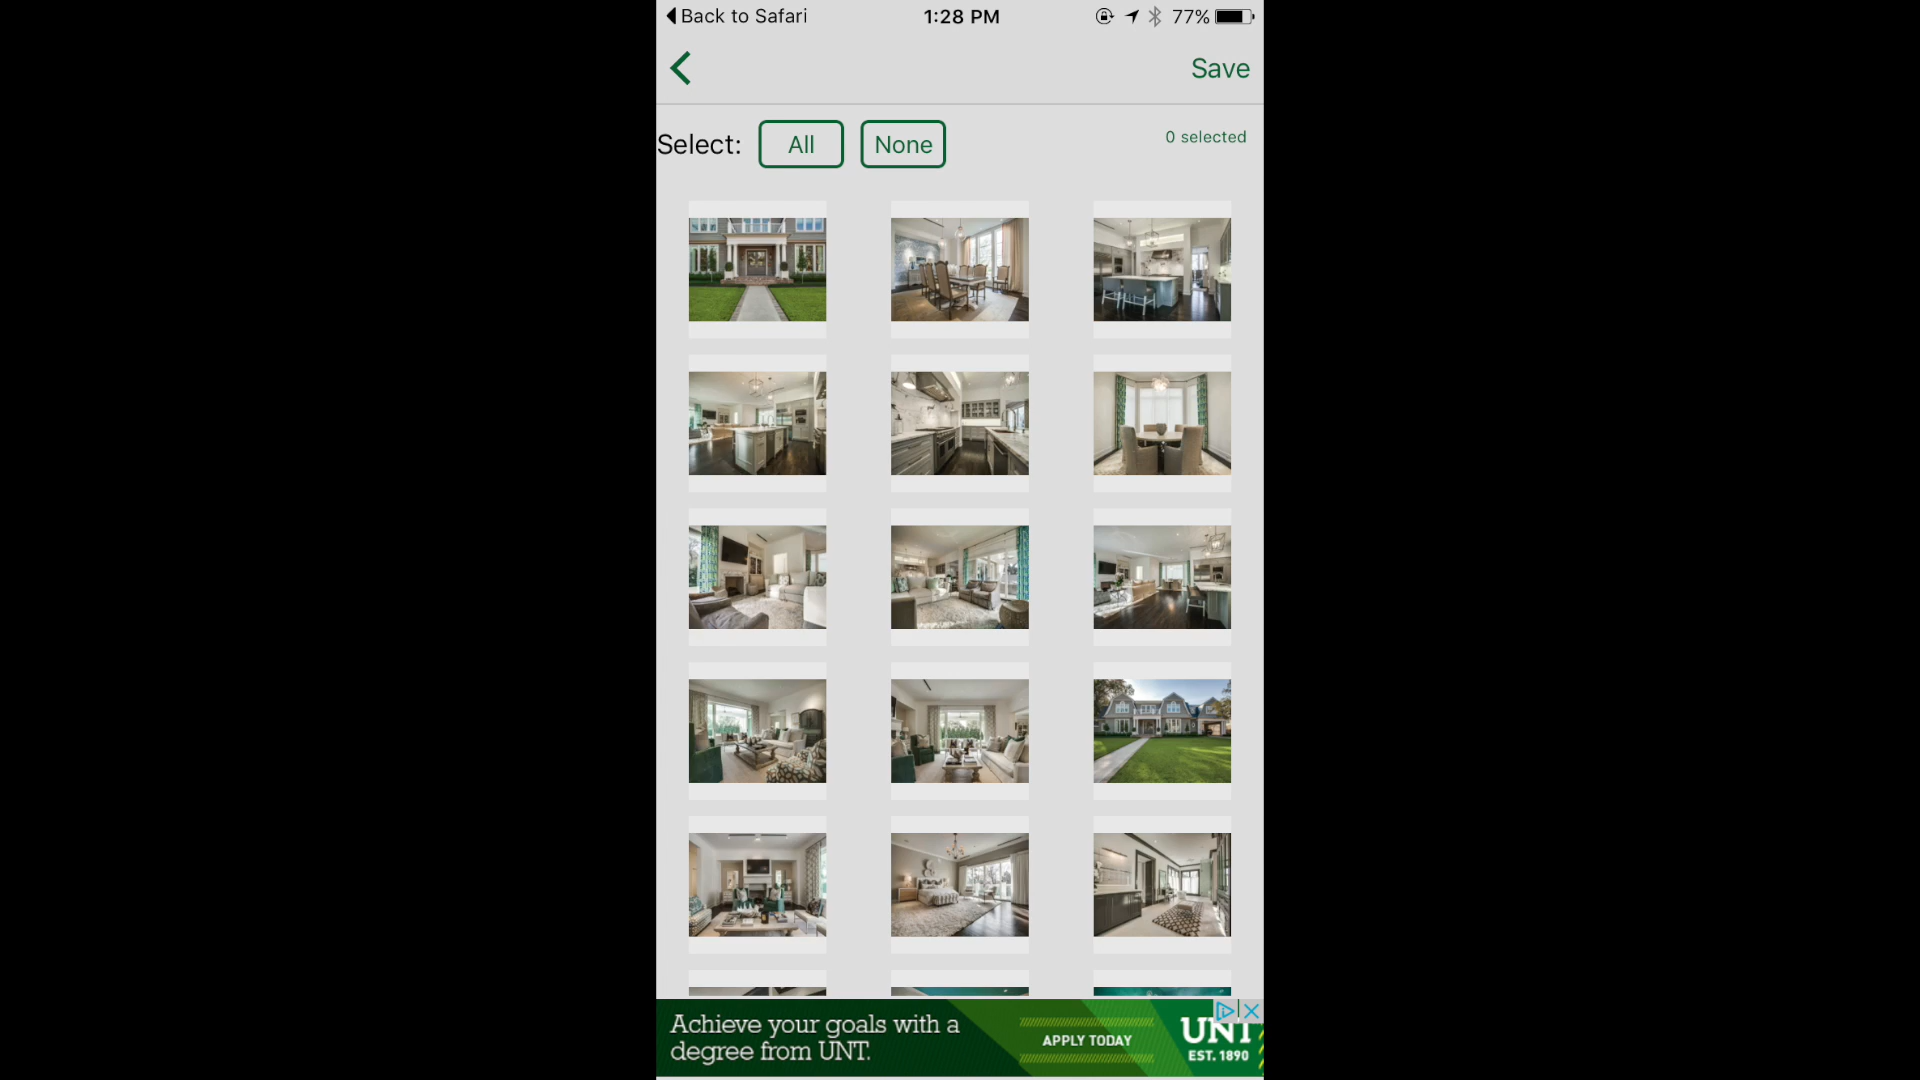 Back to Safari
1:28 PM
77%
Save
Select:
All
None
0 selected
Achieve your goals with a
degree from UNT.
APPLY TODAY
UNT
EST. 1890